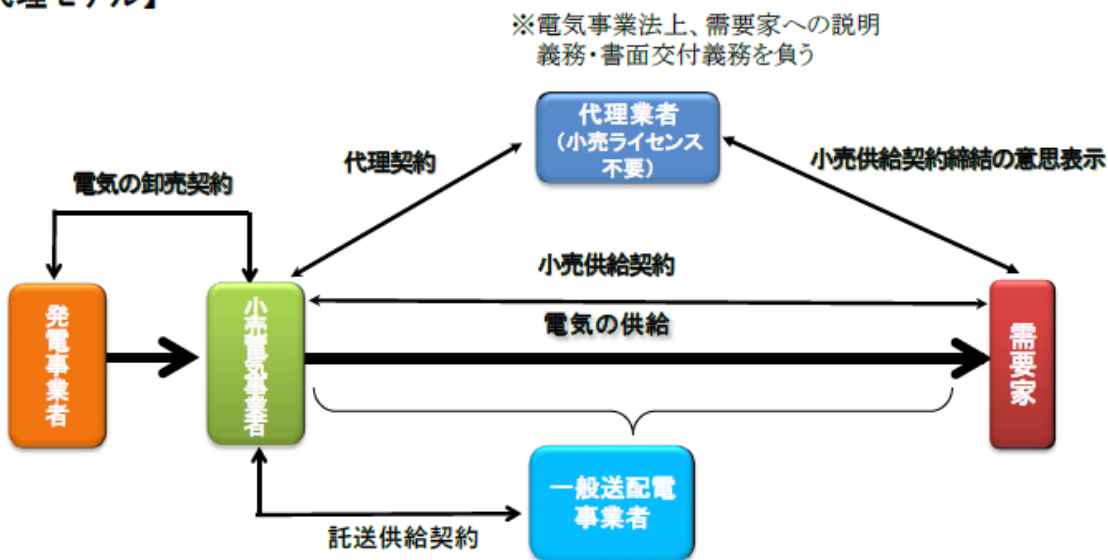 代理モデル】
※電気事業法上、需要家への説明
義務・書面交付義務を負う
代理業者
(小売ライセンス
不要)
代理契約
小売供給契約締結の意思表示
電気の卸売契約
小売供給契約
電気の供給
発電事業者
小売電気事業者
需要家
一般送配電
事業者
託送供給契約